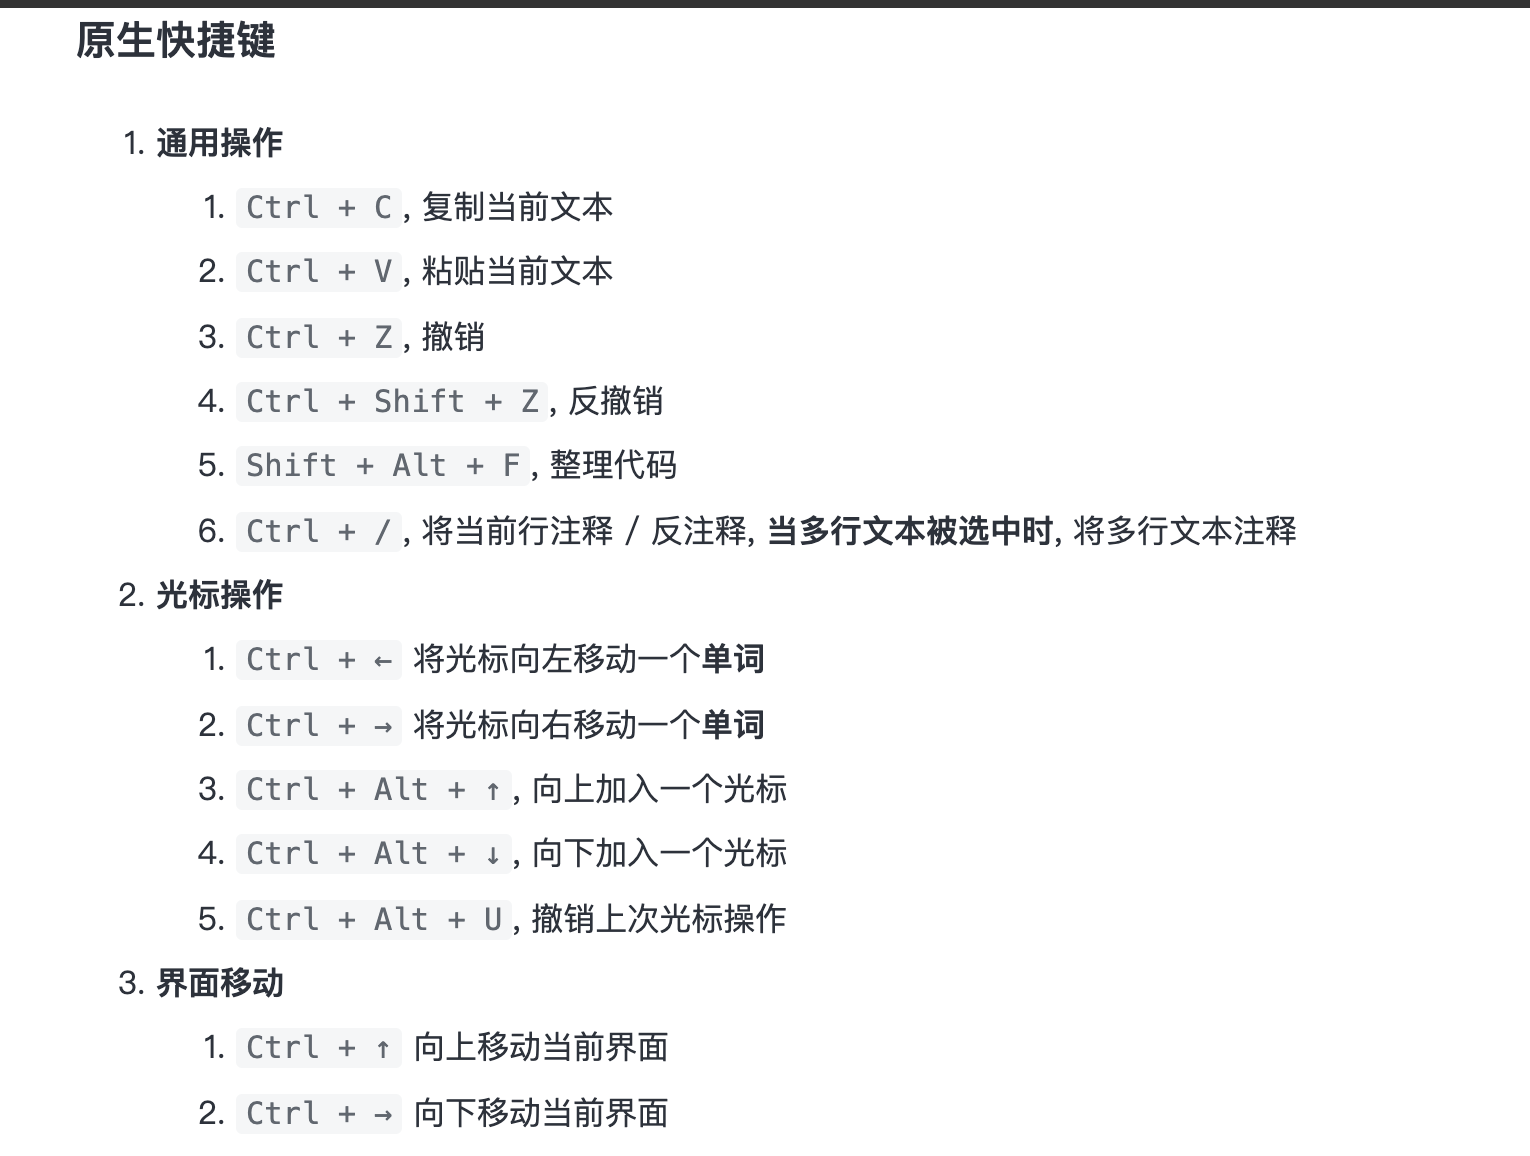 原生快捷键
1. 通用操作
1. Ctrl + C, 复制当前文本
2. Ctrl + V, 粘贴当前文本
3. Ctrl + Z, 撤销
4. Ctrl + Shift + Z, 反撤销
5. Shift + Alt + F, 整理代码
6. Ctrl + /, 将当前行注释 / 反注释, 当多行文本被选中时, 将多行文本注释
2. 光标操作
1. Ctrl + ← 将光标向左移动一个单词
2. Ctrl + → 将光标向右移动一个单词
3. Ctrl + Alt + ↑, 向上加入一个光标
4. Ctrl + Alt + ↓, 向下加入一个光标
5. Ctrl + Alt + U, 撤销上次光标操作
3. 界面移动
1. Ctrl + ↑ 向上移动当前界面
2. Ctrl + → 向下移动当前界面